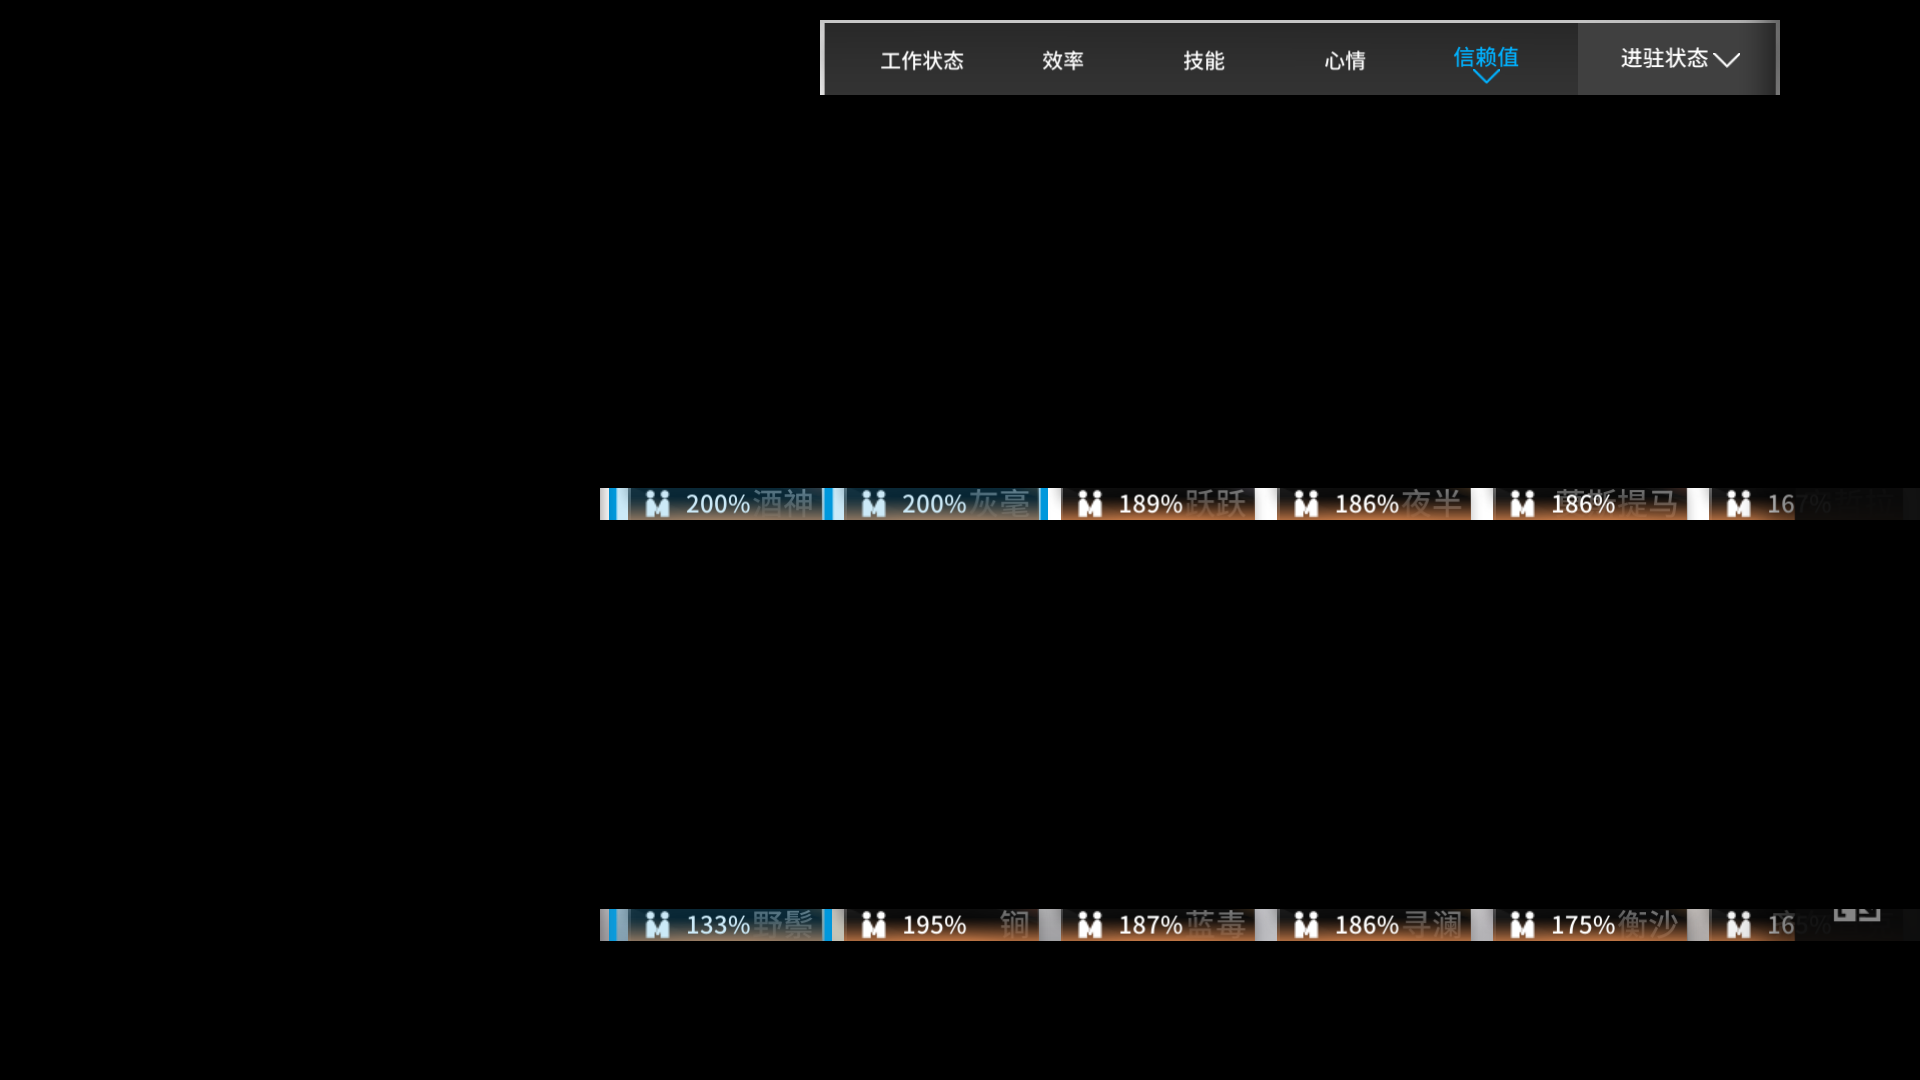 工作状态 效率 技能 心情 信赖值 进驻状态
200% 酒神 200% 灰毫 189% 跃跃 186% 夜半 186% 提马 167%
133% 野鬃 195% 锏 187% 蓝毒 186% 寻澜 175% 衡沙 165%